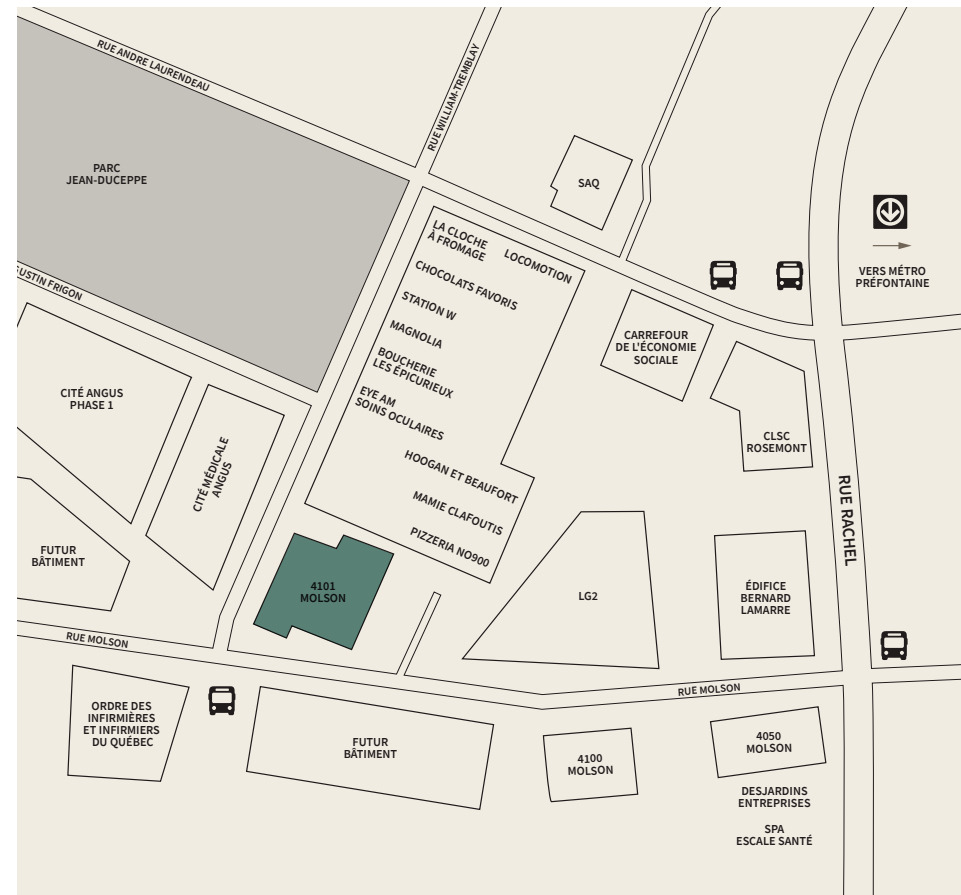 RUE ANDRE LAURENDEAU
RUE WILLIAM-TREMBLAY
PARC
JEAN-DUCEPPE
SAQ
VERS MÉTRO
PRÉFONTAINE
USTIN FRIGON
LA CLOCHE
À FROMAGE
LOCOMOTION
CHOCOLATS FAVORIS
STATION W
MAGNOLIA
BOUCHERIE
LES ÉPICURIEUX
EYE AM
SOINS OCULAIRES
HOOGAN ET BEAUFORT
MAMIE CLAFOUTIS
PIZZERIA NO900
CARREFOUR
DE L'ÉCONOMIE
SOCIALE
CLSC
ROSEMONT
CITÉ ANGUS
PHASE 1
CITÉ MÉDICALE
ANGUS
RUE RACHEL
FUTUR
BÂTIMENT
4101
MOLSON
LG2
ÉDIFICE
BERNARD
LAMARRE
RUE MOLSON
RUE MOLSON
ORDRE DES
INFIRMIÈRES
ET INFIRMIERS
DU QUÉBEC
FUTUR
BÂTIMENT
4100
MOLSON
4050
MOLSON
DESJARDINS
ENTREPRISES
SPA
ESCALE SANTÉ